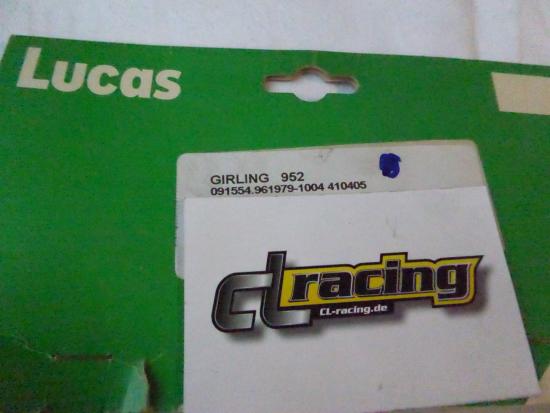 LUCAS
GIRLING 952
091554.961979-1004 410405
CL racing
CL-racing.de